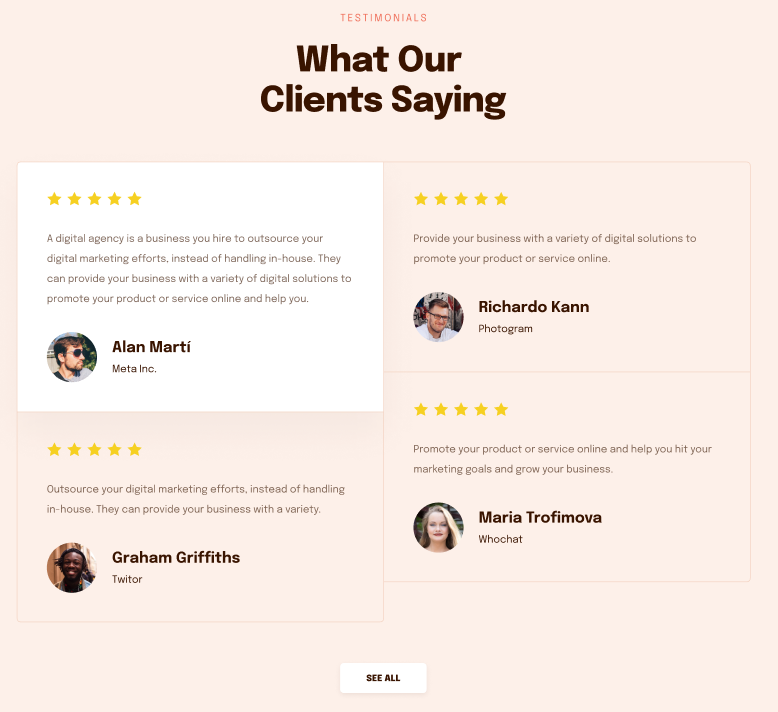 TESTIMONIALS
What Our
Clients Saying
A digital agency is a business you hire to outsource your
digital marketing efforts, instead of handling in-house. They
can provide your business with a variety of digital solutions to
promote your product or service online and help you.
Alan Martí
Meta Inc.
Outsource your digital marketing efforts, instead of handling
in-house. They can provide your business with a variety.
Graham Griffiths
Twitor
Provide your business with a variety of digital solutions to
promote your product or service online.
Richardo Kann
Photogram
Promote your product or service online and help you hit your
marketing goals and grow your business.
Maria Trofimova
Whochat
SEE ALL